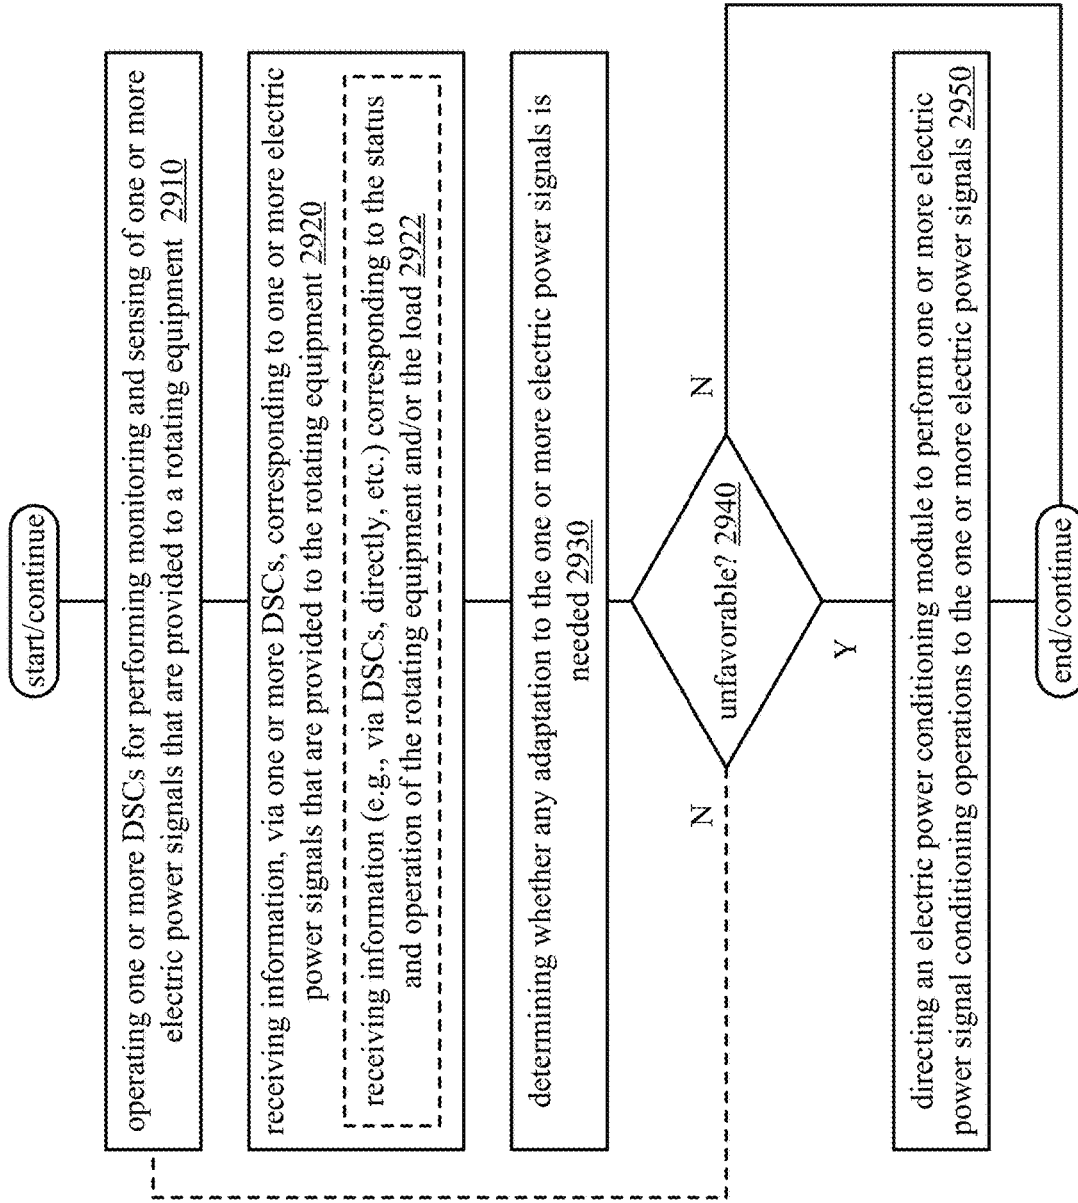 start/continue
operating one or more DSCs for performing monitoring and sensing of one or more
electric power signals that are provided to a rotating equipment 2910
receiving information, via one or more DSCs, corresponding to one or more electric
power signals that are provided to the rotating equipment 2920
receiving information (e.g., via DSCs, directly, etc.) corresponding to the status
and operation of the rotating equipment and/or the load 2922
determining whether any adaptation to the one or more electric power signals is
needed 2930
N
unfavorable? 2940
N
Y
directing an electric power conditioning module to perform one or more electric
power signal conditioning operations to the one or more electric power signals 2950
end/continue